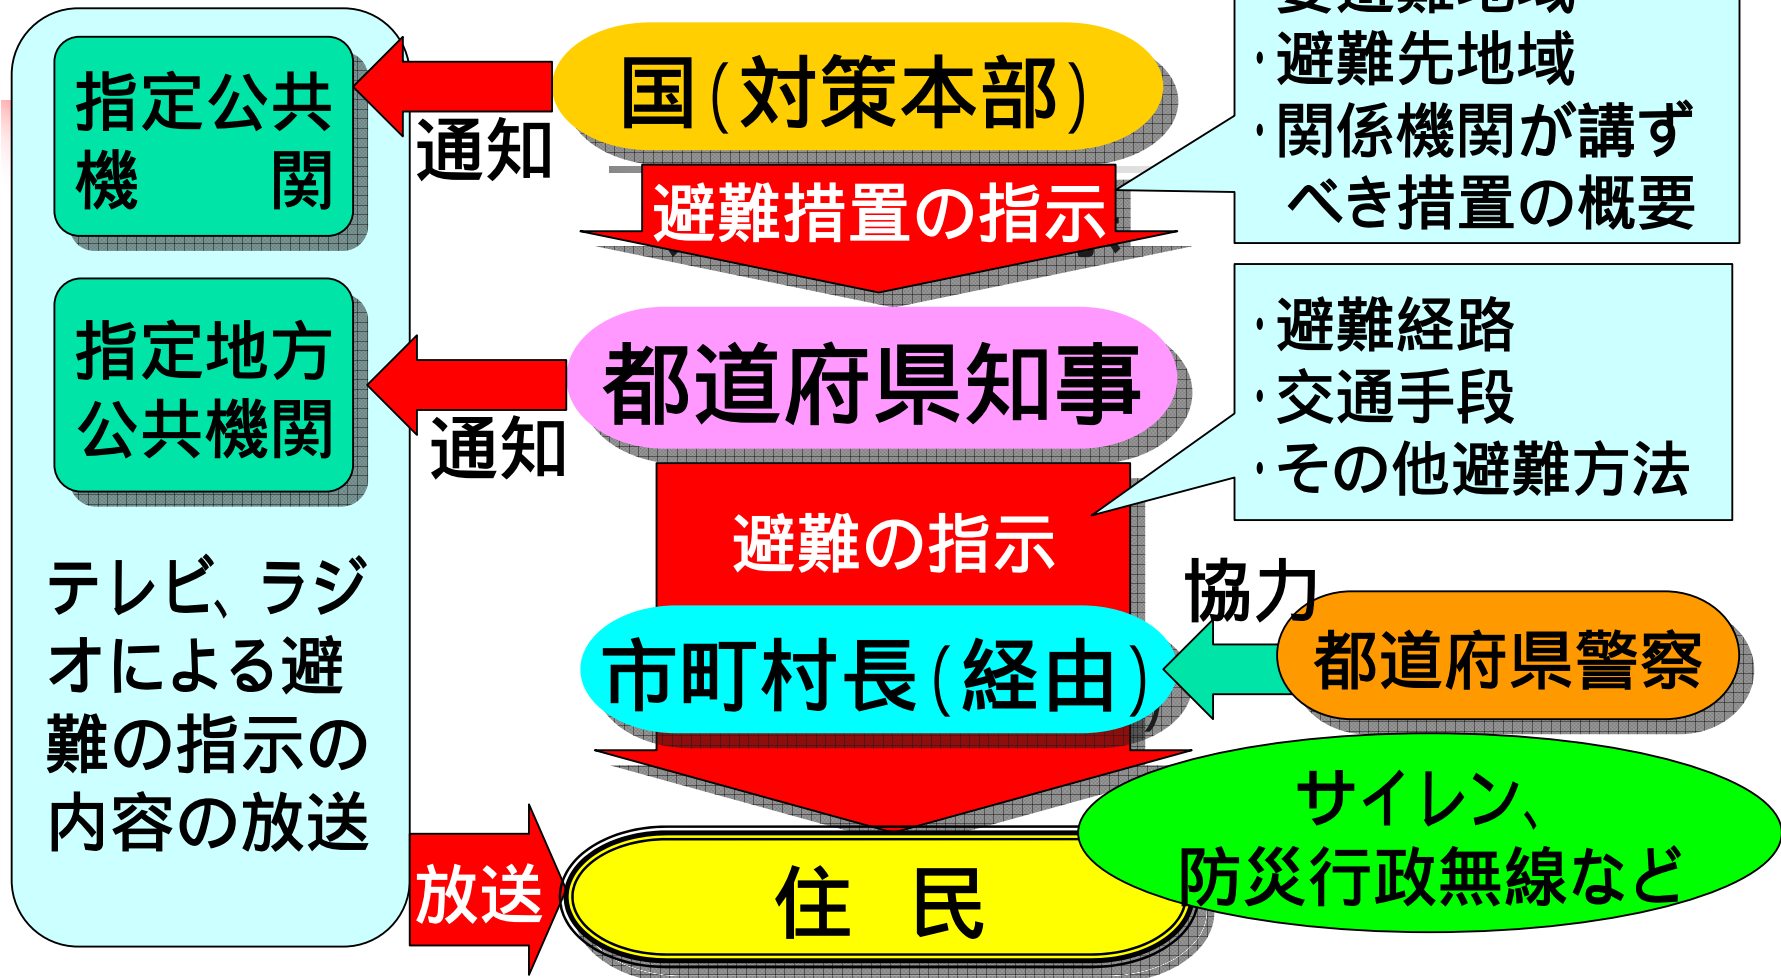 指定公共
機　　関
通知
国(対策本部)
避難措置の指示
・要避難地域
・避難先地域
・関係機関が講ず
べき措置の概要
指定地方
公共機関
通知
都道府県知事
・避難経路
・交通手段
・その他避難方法
避難の指示
協力
市町村長(経由)
都道府県警察
テレビ、ラジ
オによる避
難の指示の
内容の放送
放送
住　民
サイレン、
防災行政無線など